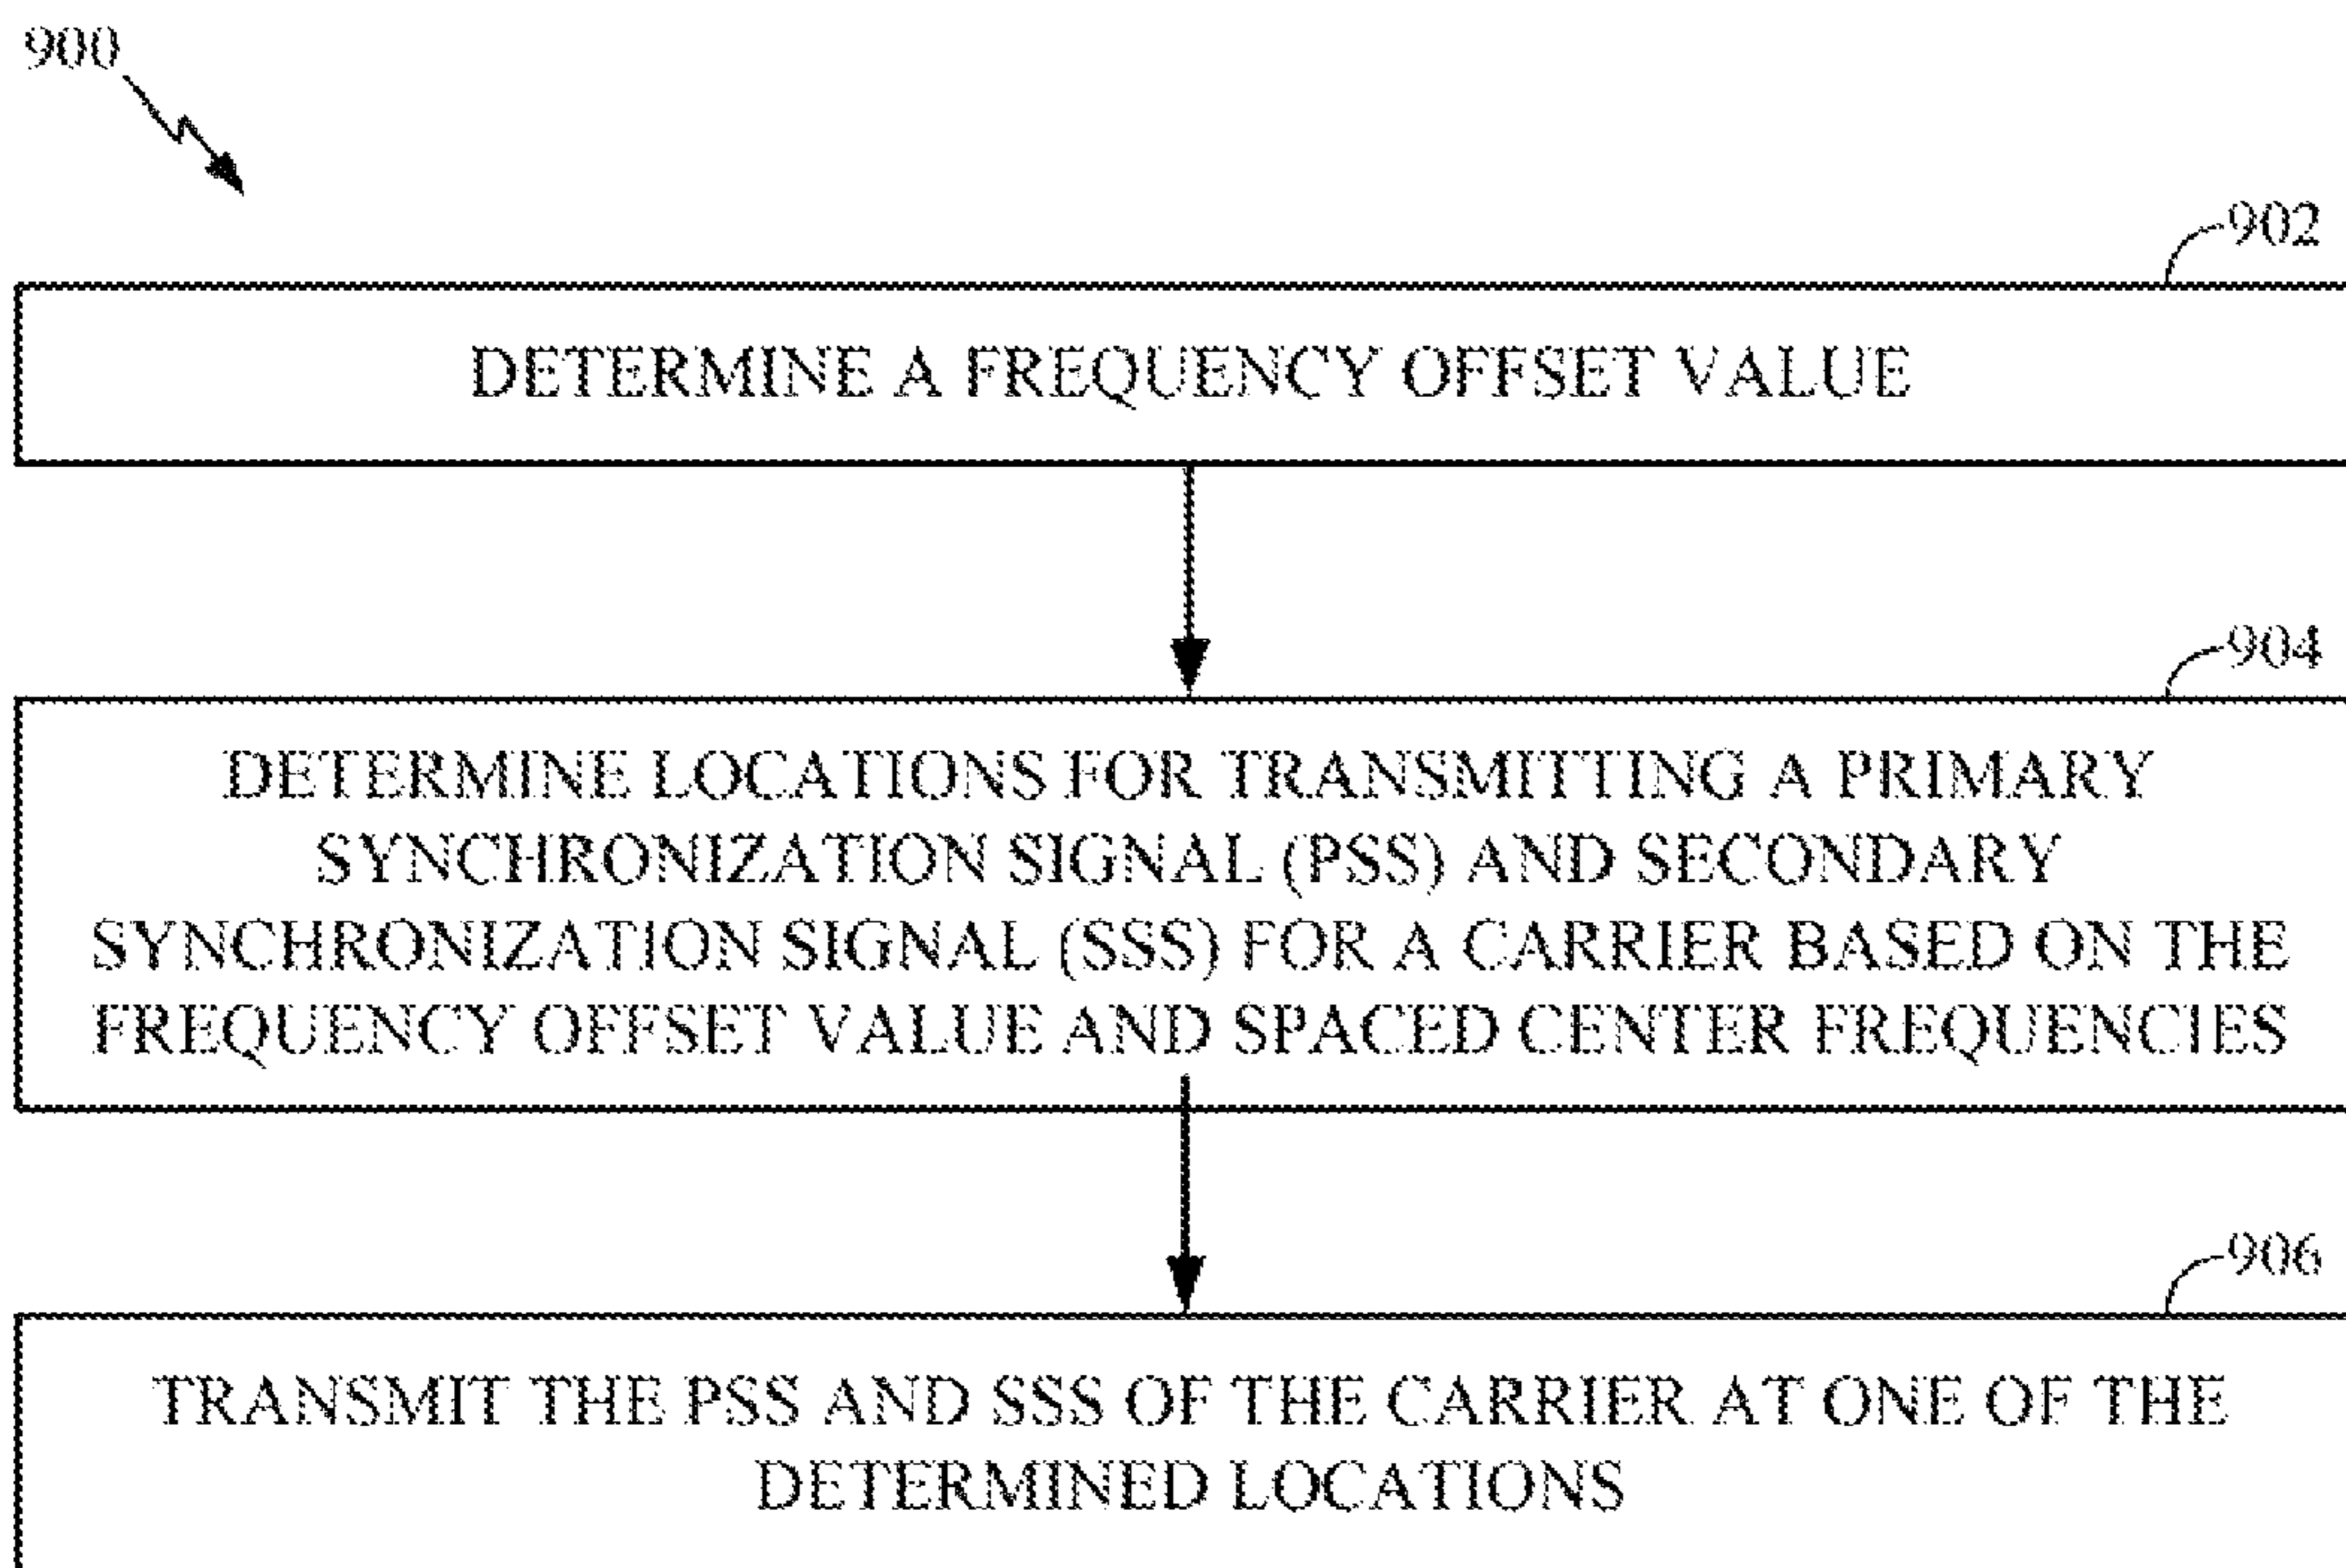 900
902
DETERMINE A FREQUENCY OFFSET VALUE
904
DETERMINE LOCATIONS FOR TRANSMITTING A PRIMARY
SYNCHRONIZATION SIGNAL (PSS) AND SECONDARY
SYNCHRONIZATION SIGNAL (SSS) FOR A CARRIER BASED ON THE
FREQUENCY OFFSET VALUE AND SPACED CENTER FREQUENCIES
906
TRANSMIT THE PSS AND SSS OF THE CARRIER AT ONE OF THE
DETERMINED LOCATIONS